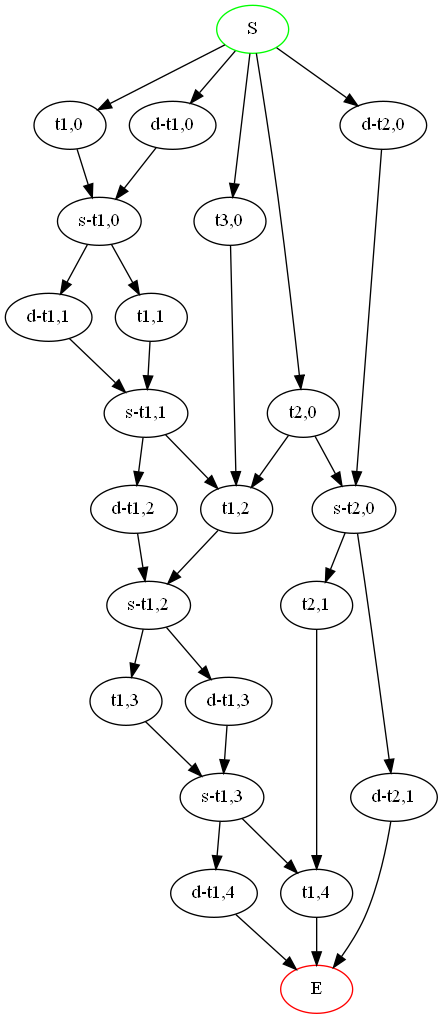 S
t1,0
d-t1,0
d-t2,0
s-t1,0
t3,0
d-t1,1
t1,1
s-t1,1
t2,0
d-t1,2
t1,2
s-t2,0
s-t1,2
t2,1
t1,3
d-t1,3
s-t1,3
d-t2,1
d-t1,4
t1,4
E